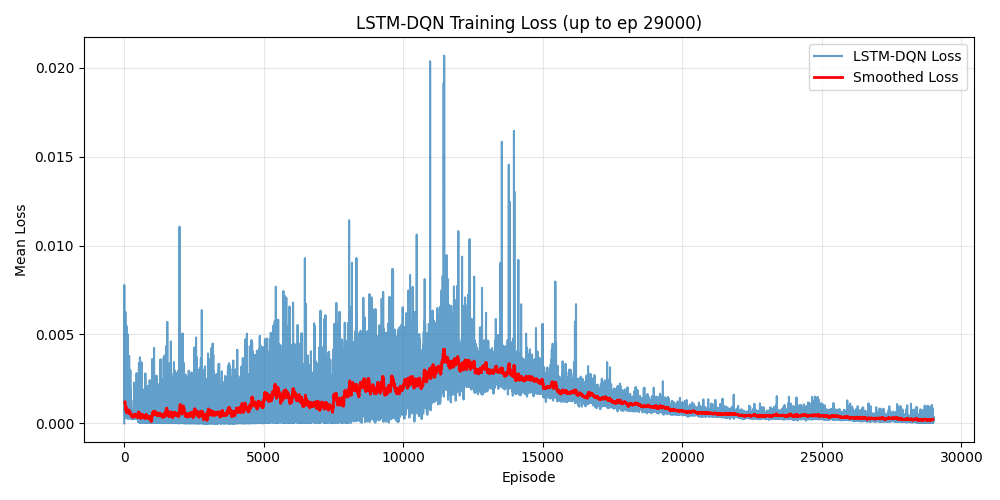 LSTM-DQN Training Loss (up to ep 29000)
LSTM-DQN Loss
Smoothed Loss
Mean Loss
0.020
0.015
0.010
0.005
0.000
0 5000 10000 15000 20000 25000 30000
Episode